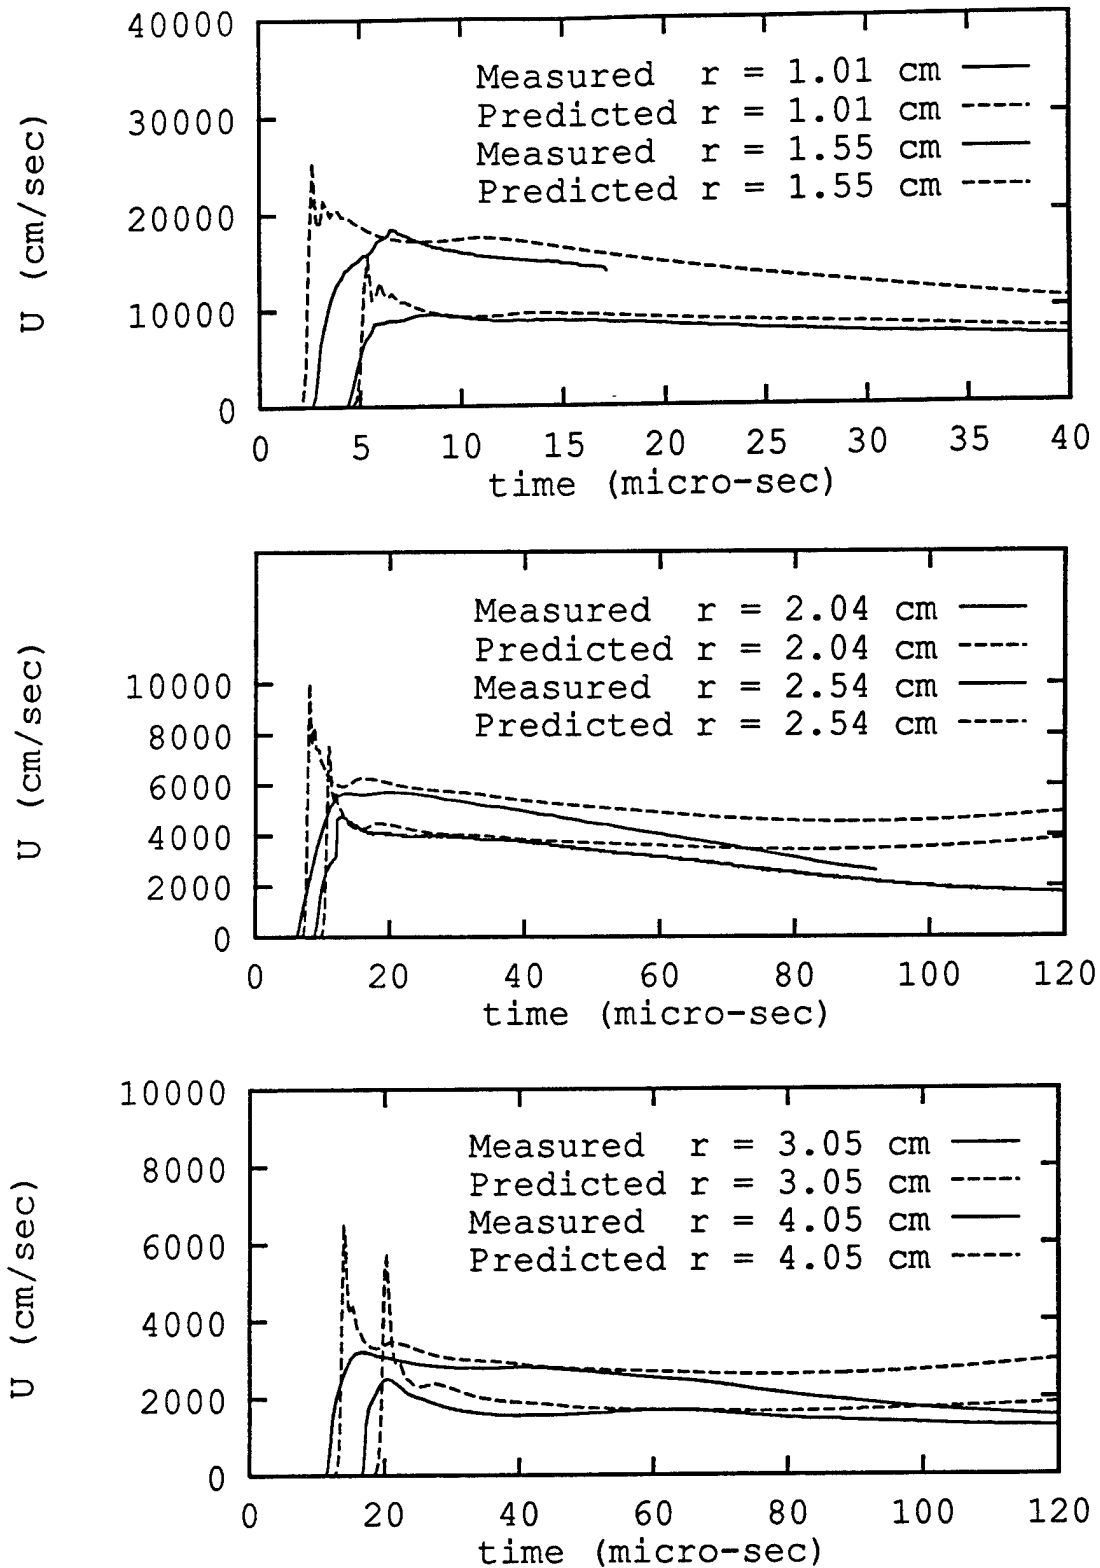 40000
30000
20000
10000
0
U (cm/sec)
Measured r = 1.01 cm
Predicted r = 1.01 cm
Measured r = 1.55 cm
Predicted r = 1.55 cm
0 5 10 15 20 25 30 35 40
time (micro-sec)
10000
8000
6000
4000
2000
0
U (cm/sec)
Measured r = 2.04 cm
Predicted r = 2.04 cm
Measured r = 2.54 cm
Predicted r = 2.54 cm
0 20 40 60 80 100 120
time (micro-sec)
10000
8000
6000
4000
2000
0
U (cm/sec)
Measured r = 3.05 cm
Predicted r = 3.05 cm
Measured r = 4.05 cm
Predicted r = 4.05 cm
0 20 40 60 80 100 120
time (micro-sec)